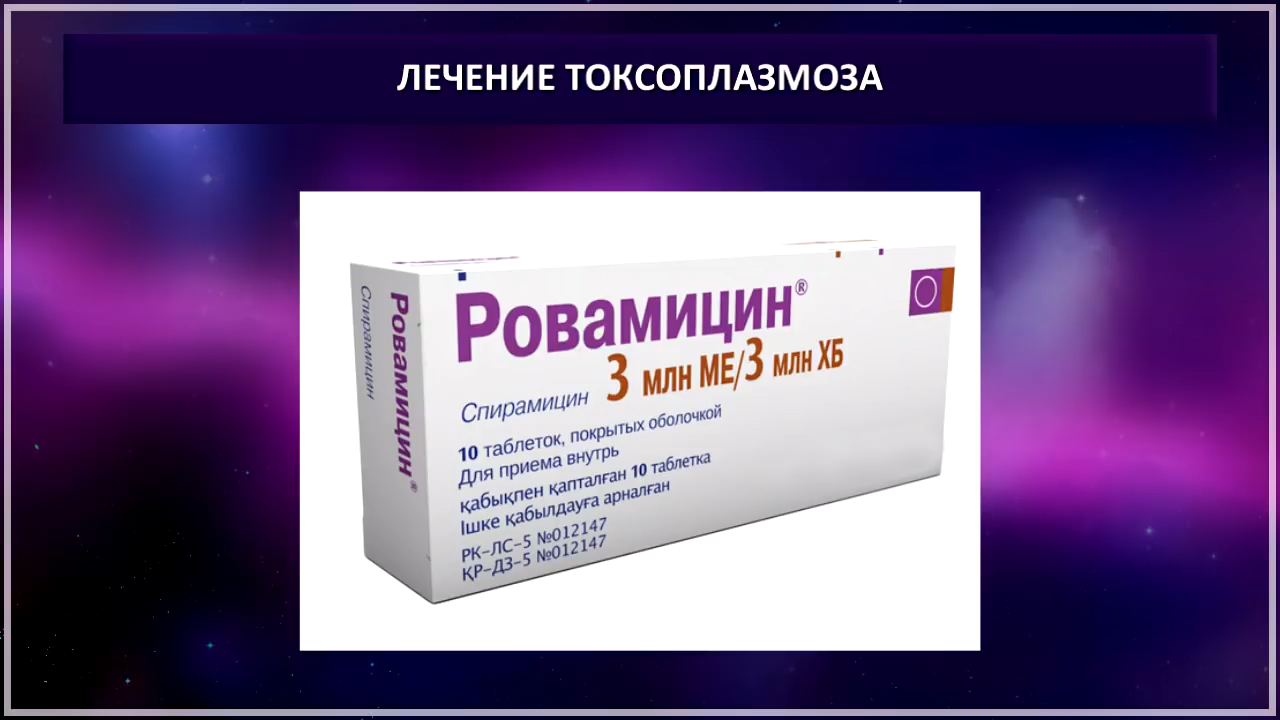 ЛЕЧЕНИЕ ТОКСОПЛАЗМОЗА
Ровамицин®
Спирамицин
Ровамицин®
Спирамицин 3 млн МЕ/3 млн ХБ
10 таблеток, покрытых оболочкой
Для приема внутрь
қабықпен қапталған 10 таблетка
Ішке қабылдауға арналған
РК-ЛС-5 №012147
ҚР-ДЗ-5 №012147